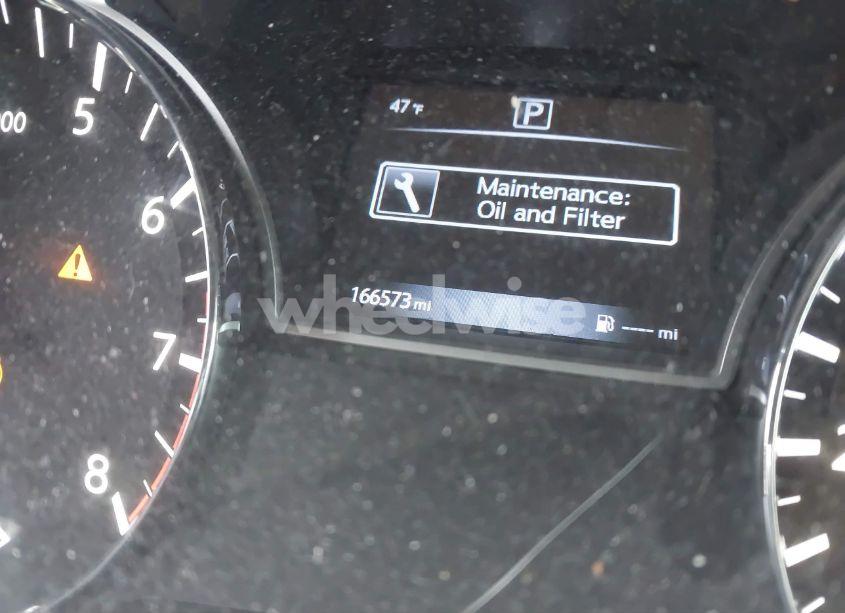 47°F
P
Maintenance:
Oil and Filter
166573 mi
---- mi
5
6
7
8
wheelwise